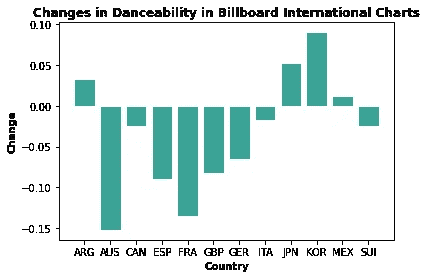 Changes in Danceability in Billboard International Charts
0.10
0.05
0.00
−0.05
−0.10
−0.15
Change
ARG AUS CAN ESP FRA GBP GER ITA JPN KOR MEX SUI
Country